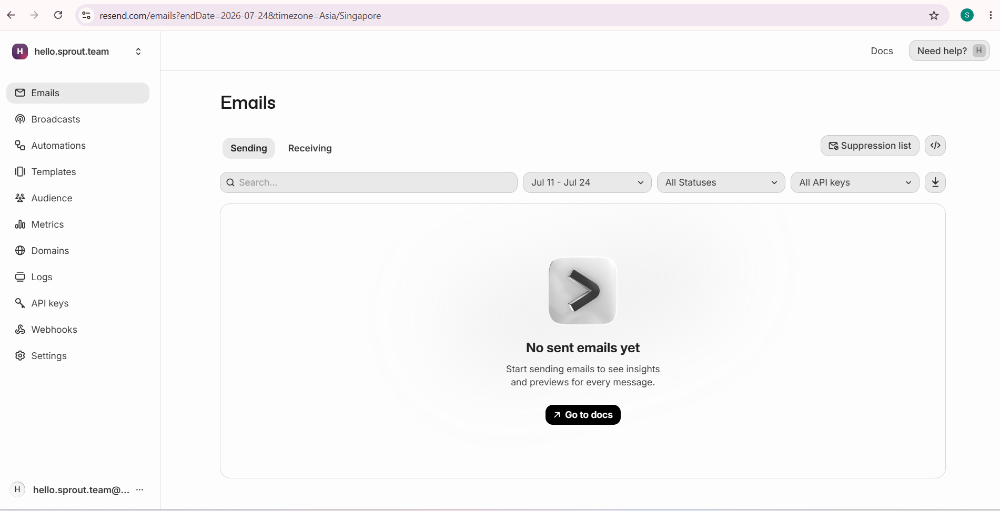 resend.com/emails?endDate=2026-07-24&timezone=Asia/Singapore
S
H hello.sprout.team
Docs
Need help? H
Emails
Broadcasts
Automations
Templates
Audience
Metrics
Domains
Logs
API keys
Webhooks
Settings
H hello.sprout.team@...
Emails
Sending Receiving
Suppression list
Search...
Jul 11 - Jul 24
All Statuses
All API keys
No sent emails yet
Start sending emails to see insights
and previews for every message.
Go to docs